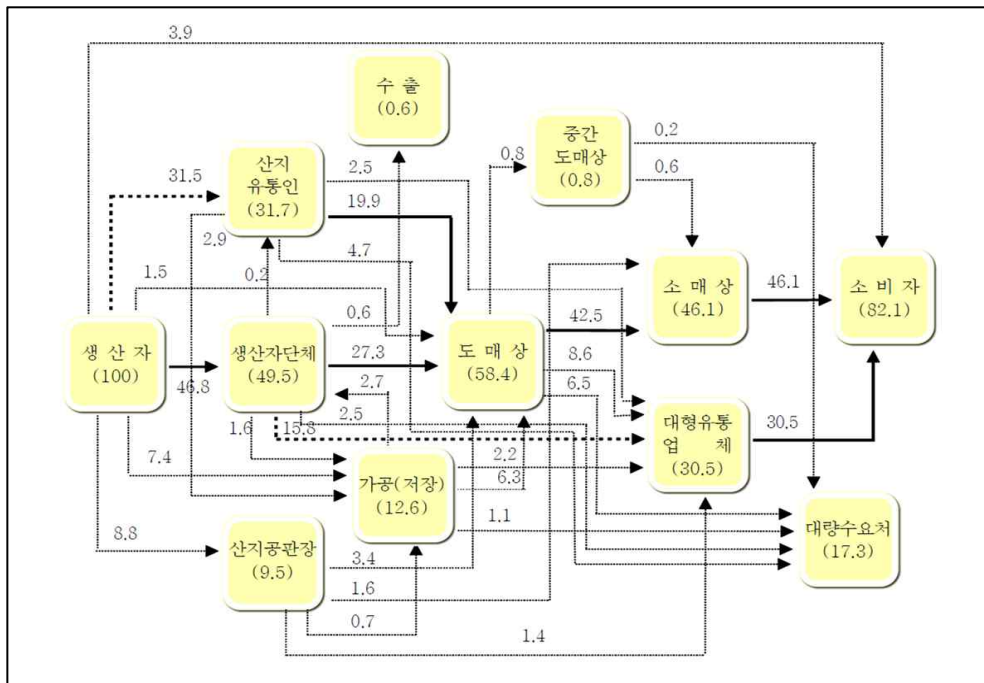 3.9
수 출
(0.6)
중간
도매상
(0.8)
0.2
0.8
0.6
산지
유통인
(31.7)
31.5
2.5
19.9
2.9
4.7
1.5
0.2
0.6
소 매 상
(46.1)
46.1
소 비 자
(82.1)
생 산 자
(100)
46.8
생산자단체
(49.5)
27.3
도 매 상
(58.4)
42.5
8.6
6.5
2.7
2.5
1.6
15.8
대형유통
업 체
(30.5)
30.5
7.4
가공(저장)
(12.6)
2.2
6.3
1.1
대량수요처
(17.3)
8.8
산지공판장
(9.5)
3.4
1.6
0.7
1.4